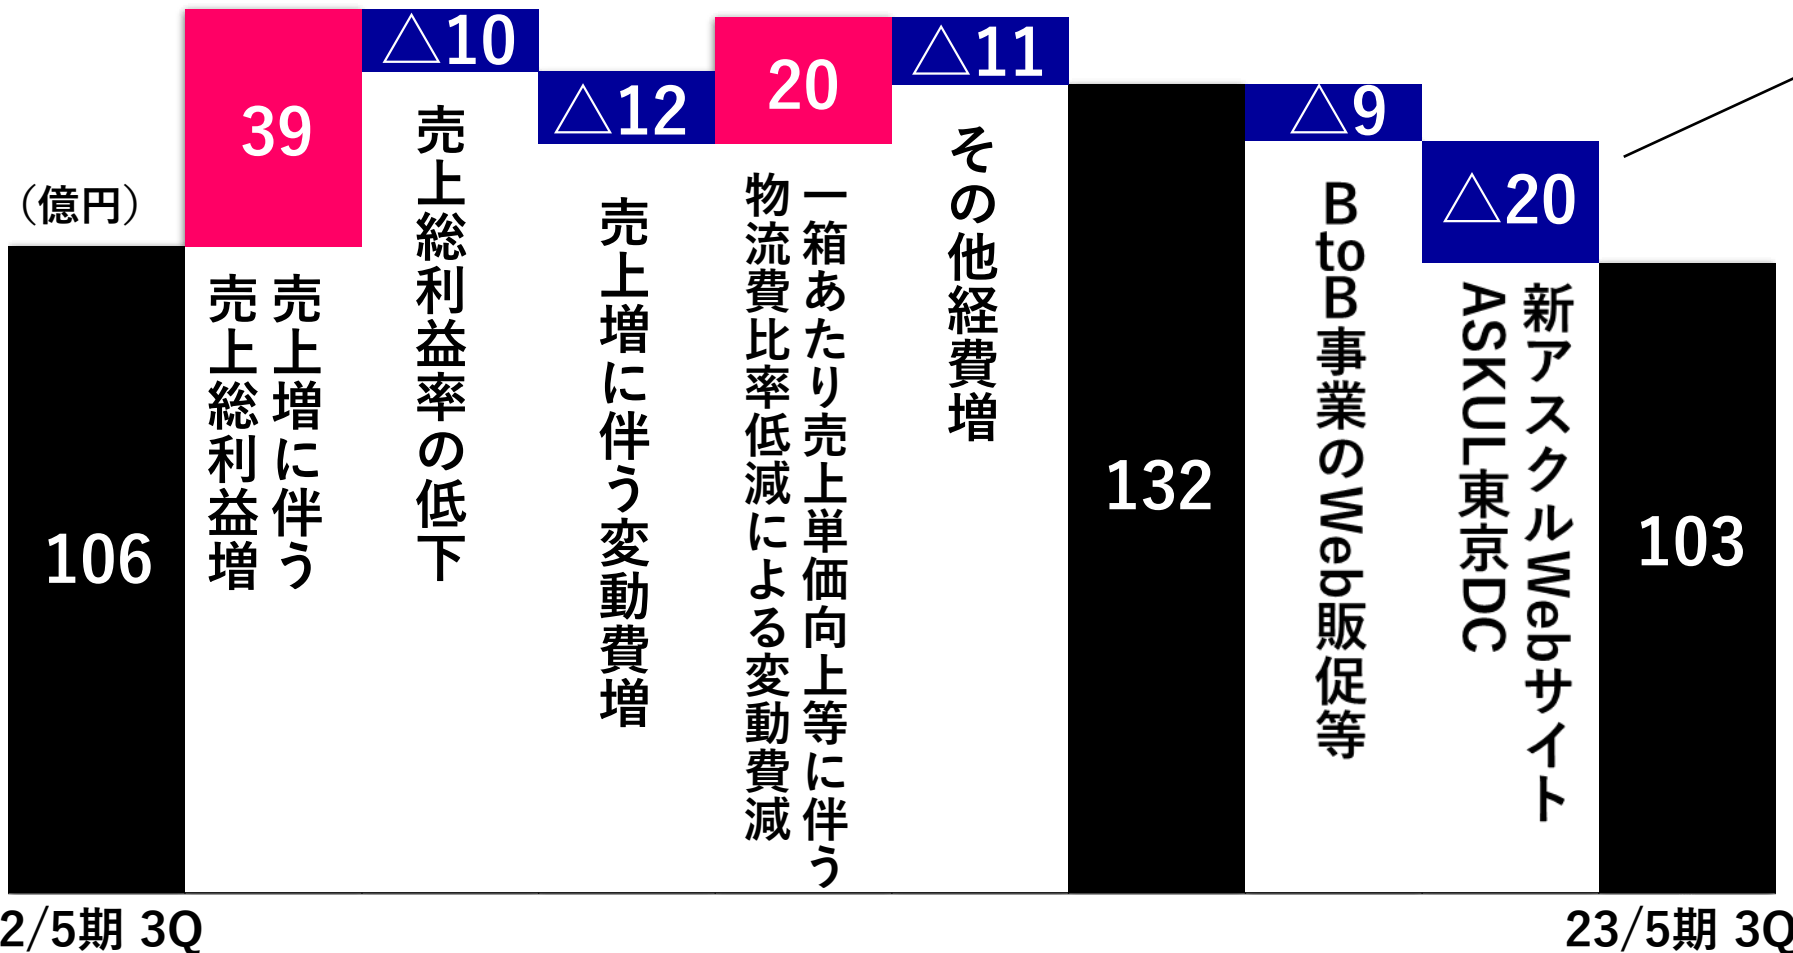 (億円)
106
39
売上増に伴う
売上総利益増
△10
売上総利益率の低下
△12
売上増に伴う変動費増
20
一箱あたり売上単価向上等に伴う
物流費比率低減による変動費減
△11
その他経費増
132
△9
BtoB事業のWeb販促等
△20
新アスクルWebサイト
ASKUL東京DC
103
2/5期 3Q
23/5期 3Q